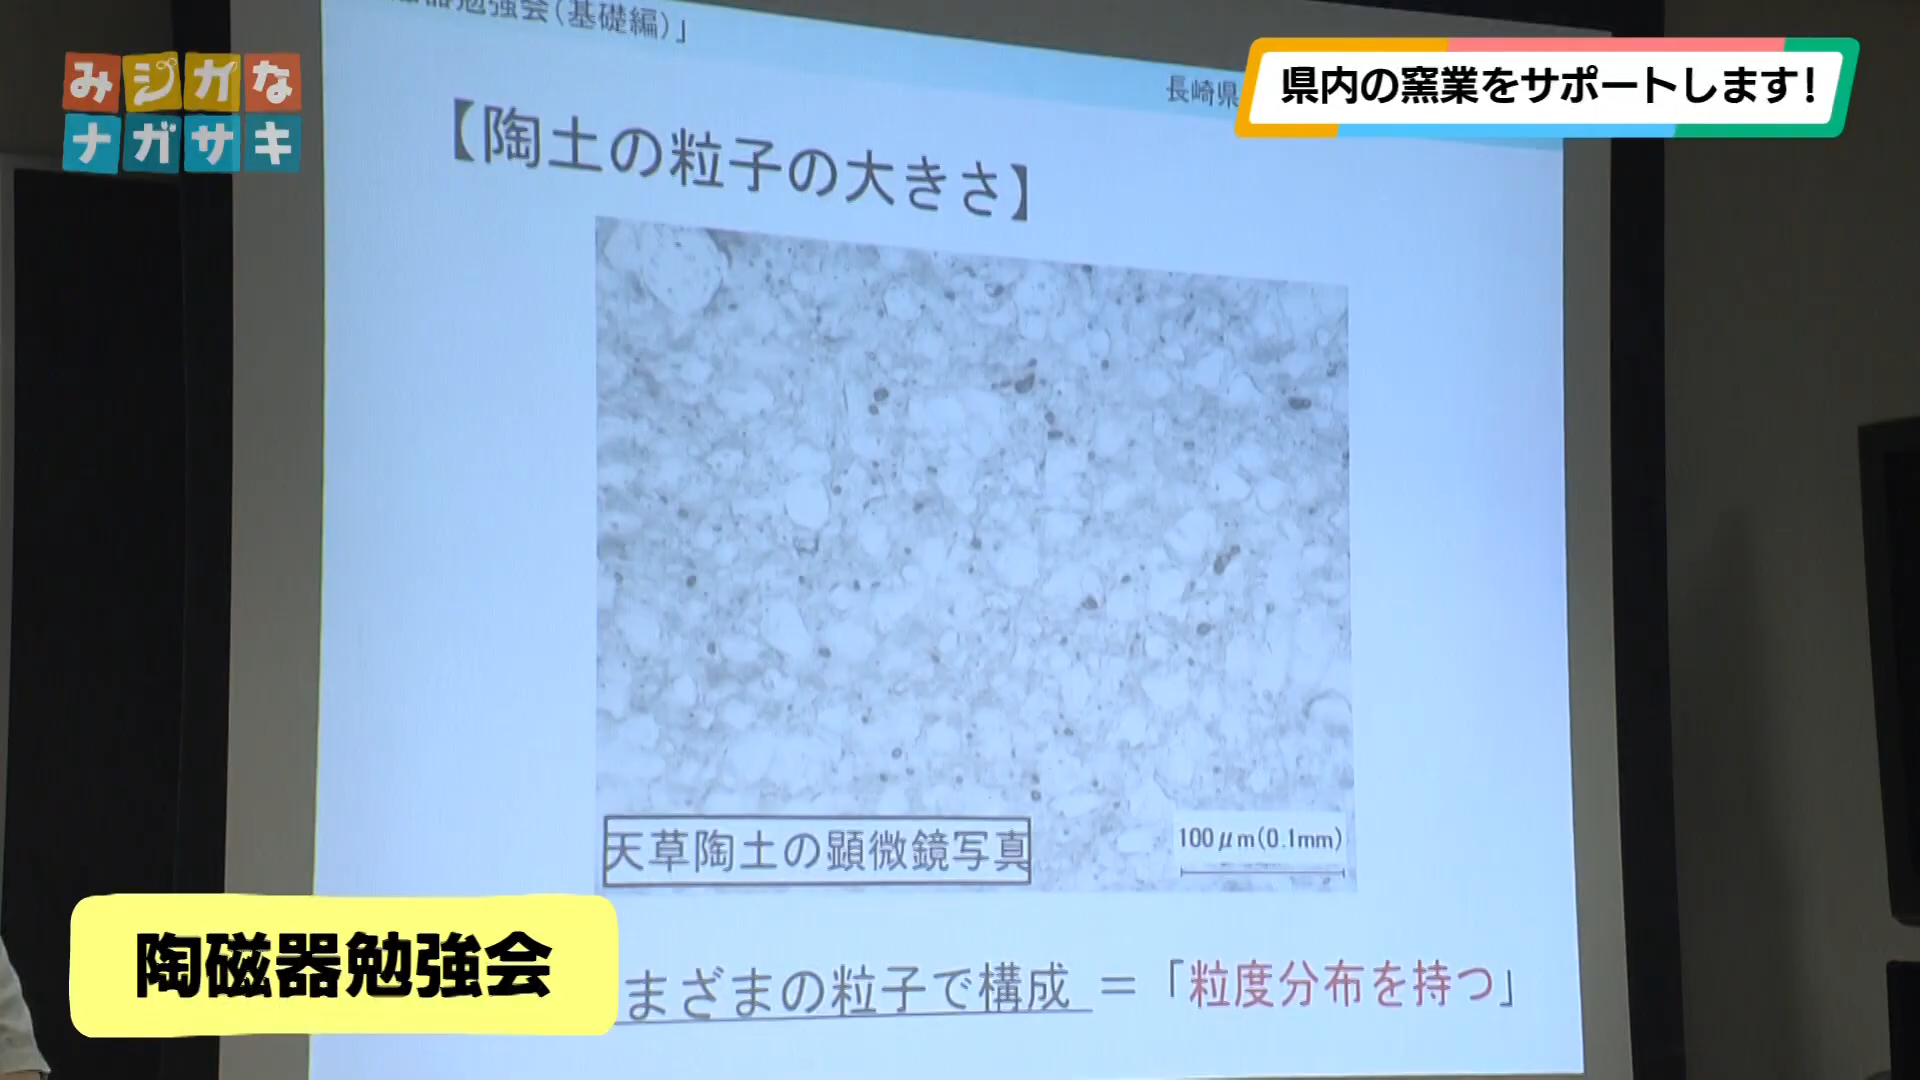 勉強会(基礎編)」
みジカな
ナガサキ
県内の窯業をサポートします!
長崎県
【陶土の粒子の大きさ】
天草陶土の顕微鏡写真
100μm(0.1mm)
陶磁器勉強会
まざまの粒子で構成 = 「粒度分布を持つ」